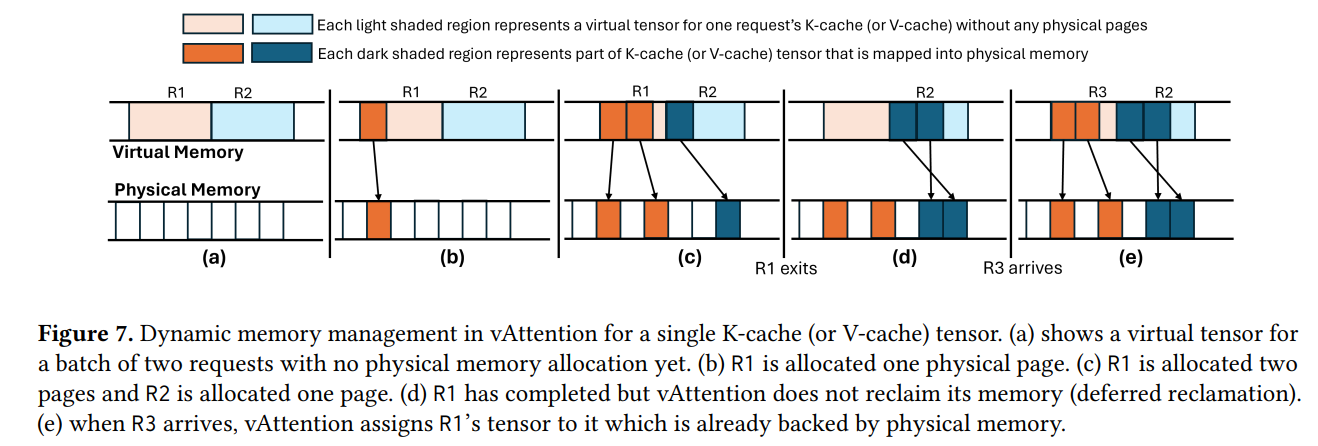 Each light shaded region represents a virtual tensor for one request's K-cache (or V-cache) without any physical pages
Each dark shaded region represents part of K-cache (or V-cache) tensor that is mapped into physical memory
R1 R2
R1 R2
R1 R2
R2
R3 R2
Virtual Memory
Physical Memory
(a)
(b)
(c)
R1 exits
(d)
R3 arrives
(e)
Figure 7. Dynamic memory management in vAttention for a single K-cache (or V-cache) tensor. (a) shows a virtual tensor for
a batch of two requests with no physical memory allocation yet. (b) R1 is allocated one physical page. (c) R1 is allocated two
pages and R2 is allocated one page. (d) R1 has completed but vAttention does not reclaim its memory (deferred reclamation).
(e) when R3 arrives, vAttention assigns R1's tensor to it which is already backed by physical memory.